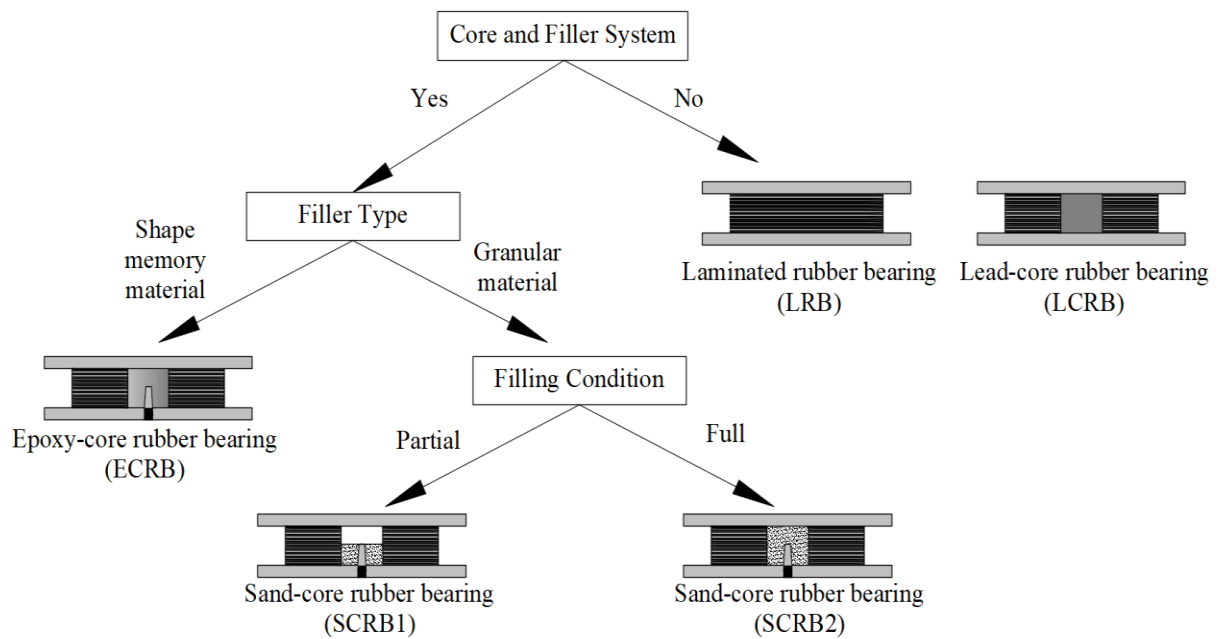 Core and Filler System
Yes
No
Filler Type
Shape
memory
material
Granular
material
Laminated rubber bearing
(LRB)
Lead-core rubber bearing
(LCRB)
Filling Condition
Epoxy-core rubber bearing
(ECRB)
Partial
Full
Sand-core rubber bearing
(SCRB1)
Sand-core rubber bearing
(SCRB2)